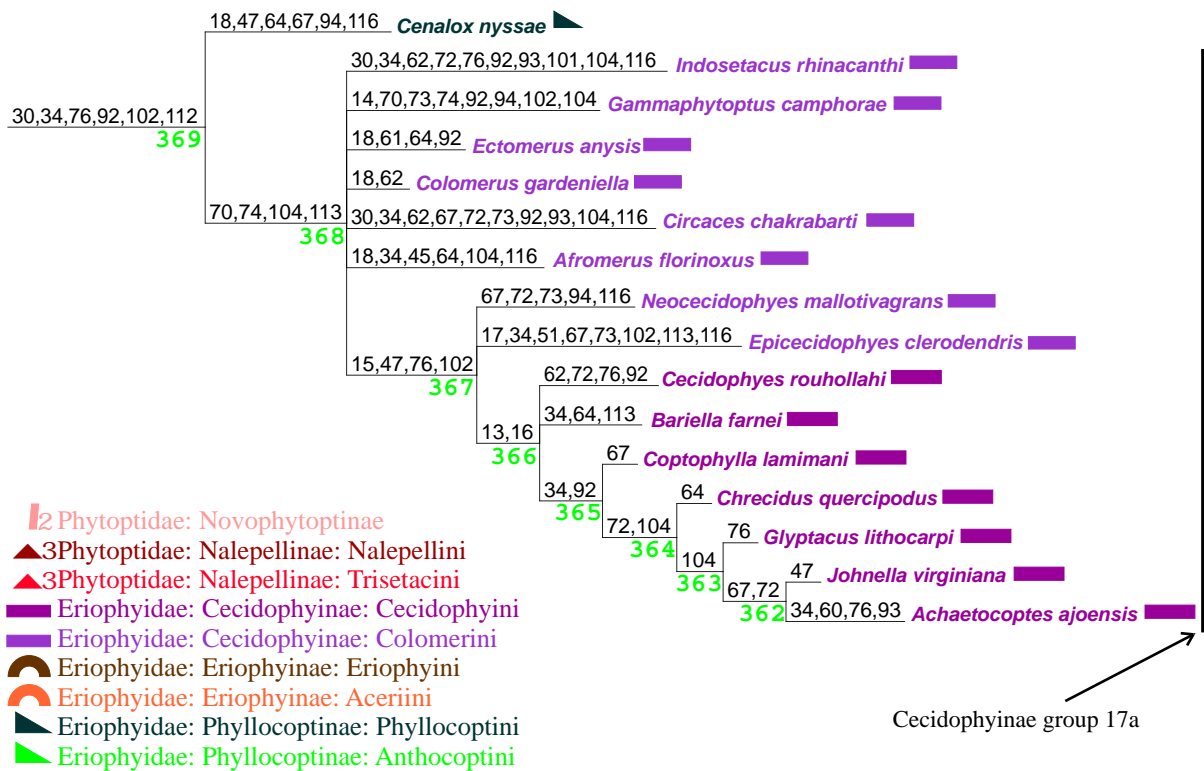 18,47,64,67,94,116 Cenalox nyssae
30,34,62,72,76,92,93,101,104,116 Indosetacus rhinacanthi
14,70,73,74,92,94,102,104 Gammaphytoptus camphorae
30,34,76,92,102,112
369
18,61,64,92 Ectomerus anysis
18,62 Colomerus gardeniella
70,74,104,113
368
30,34,62,67,72,73,92,93,104,116 Circaces chakrabarti
18,34,45,64,104,116 Afromerus florinoxus
67,72,73,94,116 Neocecidophyes mallotivagrans
17,34,51,67,73,102,113,116 Epicecidophyes clerodendris
15,47,76,102
367
62,72,76,92 Cecidophyes rouhollahi
34,64,113 Bariella farnei
13,16
366
67 Coptophylla lamimani
34,92
365
64 Chrecidus quercipodus
72,104
364
76 Glyptacus lithocarpi
104
363
47 Johnella virginiana
67,72
362
34,60,76,93 Achaetocoptes ajoensis
2 Phytoptidae: Novophytoptinae
3Phytoptidae: Nalepellinae: Nalepellini
3Phytoptidae: Nalepellinae: Trisetacini
Eriophyidae: Cecidophyinae: Cecidophyini
Eriophyidae: Cecidophyinae: Colomerini
Eriophyidae: Eriophyinae: Eriophyini
Eriophyidae: Eriophyinae: Aceriini
Eriophyidae: Phyllocoptinae: Phyllocoptini
Eriophyidae: Phyllocoptinae: Anthocoptini
Cecidophyinae group 17a